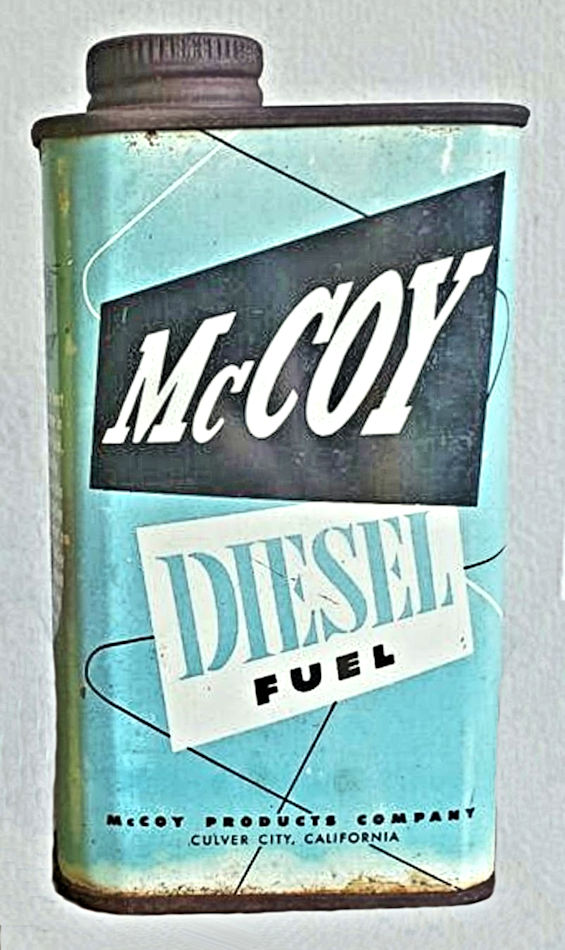 McCOY
DIESEL
FUEL
McCOY PRODUCTS COMPANY
CULVER CITY, CALIFORNIA